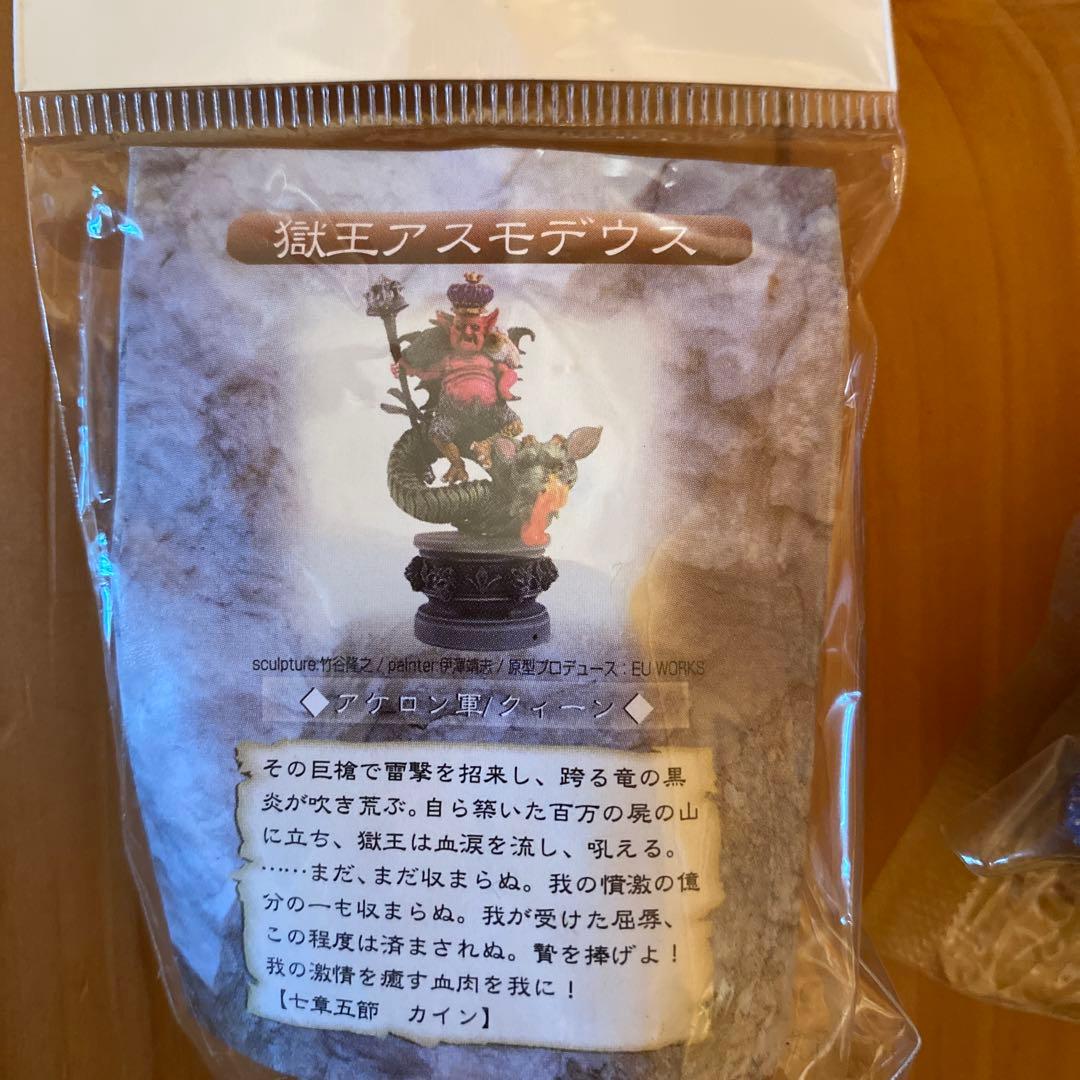 獄王アスモデウス
sculpture:竹谷隆之 / painter:伊澤靖志 / 原型プロデュース：EU WORKS
◆アケロン軍/クィーン◆
その巨槍で雷撃を招来し、跨る竜の黒
炎が吹き荒ぶ。自ら築いた百万の屍の山
に立ち、獄王は血涙を流し、吼える。
……まだ、まだ収まらぬ。我の憤激の億
分の一も収まらぬ。我が受けた屈辱、
この程度は済まされぬ。贄を捧げよ！
我の激情を癒す血肉を我に！
【七章五節　カイン】